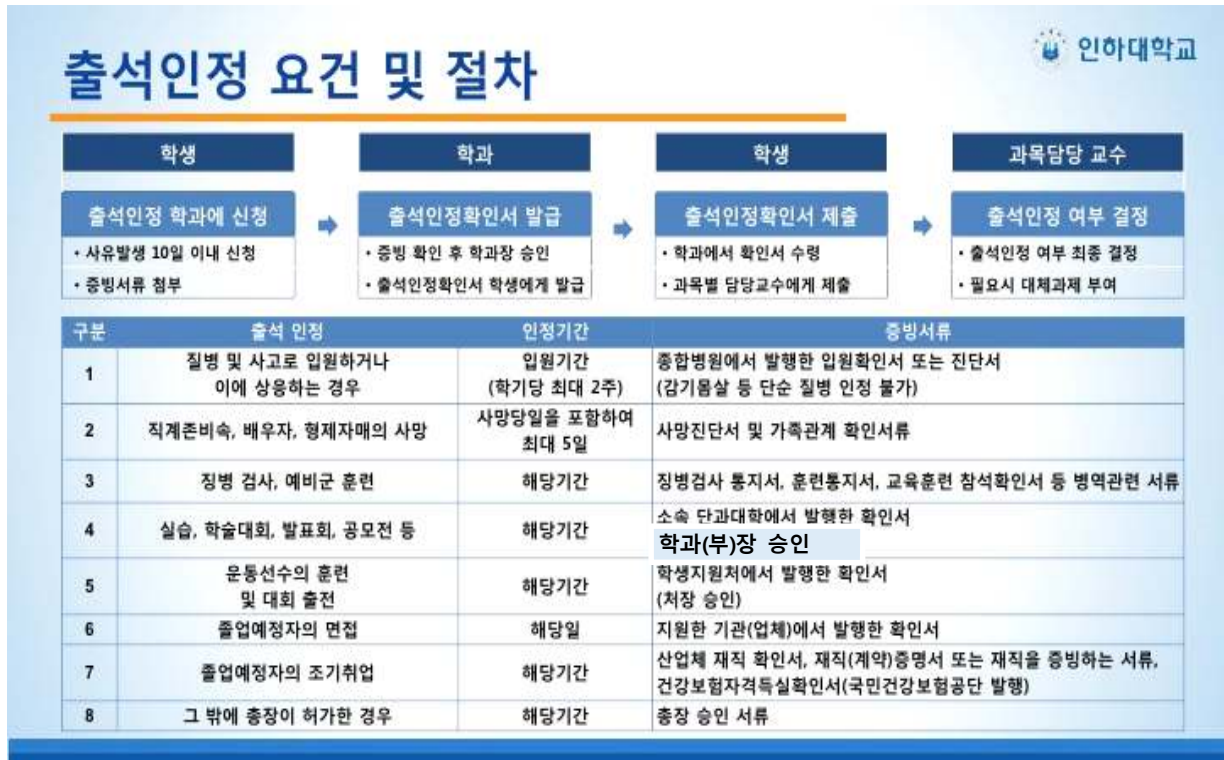 출석인정 요건 및 절차
인하대학교
학생
학과
학생
과목담당 교수
출석인정 학과에 신청
출석인정확인서 발급
출석인정확인서 제출
출석인정 여부 결정
• 사유발생 10일 이내 신청
• 증빙서류 첨부
• 증빙 확인 후 학과장 승인
• 출석인정확인서 학생에게 발급
• 학과에서 확인서 수령
• 과목별 담당교수에게 제출
• 출석인정 여부 최종 결정
• 필요시 대체과제 부여
구분 출석 인정 인정기간 증빙서류
1
질병 및 사고로 입원하거나
이에 상응하는 경우
입원기간
(학기당 최대 2주)
종합병원에서 발행한 입원확인서 또는 진단서
(감기몸살 등 단순 질병 인정 불가)
2
직계존비속, 배우자, 형제자매의 사망
사망당일을 포함하여
최대 5일
사망진단서 및 가족관계 확인서류
3
징병 검사, 예비군 훈련
해당기간
징병검사 통지서, 훈련통지서, 교육훈련 참석확인서 등 병역관련 서류
4
실습, 학술대회, 발표회, 공모전 등
해당기간
소속 단과대학에서 발행한 확인서
학과(부)장 승인
5
운동선수의 훈련
및 대회 출전
해당기간
학생지원처에서 발행한 확인서
(처장 승인)
6
졸업예정자의 면접
해당일
지원한 기관(업체)에서 발행한 확인서
7
졸업예정자의 조기취업
해당기간
산업체 재직 확인서, 재직(계약)증명서 또는 재직을 증빙하는 서류,
건강보험자격득실확인서(국민건강보험공단 발행)
8
그 밖에 총장이 허가한 경우
해당기간
총장 승인 서류